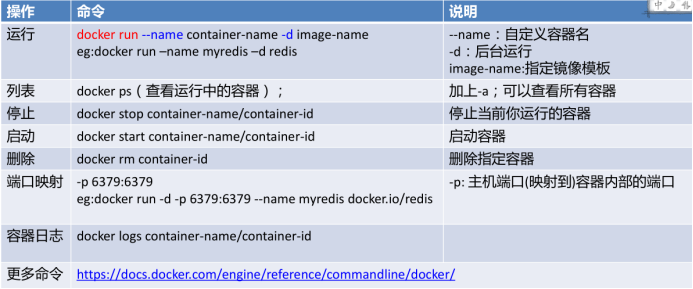 操作 命令 说明
运行 docker run --name container-name -d image-name --name：自定义容器名
eg:docker run –name myredis –d redis -d：后台运行
image-name:指定镜像模板
列表 docker ps（查看运行中的容器）； 加上-a；可以查看所有容器
停止 docker stop container-name/container-id 停止当前你运行的容器
启动 docker start container-name/container-id 启动容器
删除 docker rm container-id 删除指定容器
端口映射 -p 6379:6379 -p: 主机端口(映射到)容器内部的端口
eg:docker run -d -p 6379:6379 --name myredis docker.io/redis
容器日志 docker logs container-name/container-id
更多命令 https://docs.docker.com/engine/reference/commandline/docker/
中